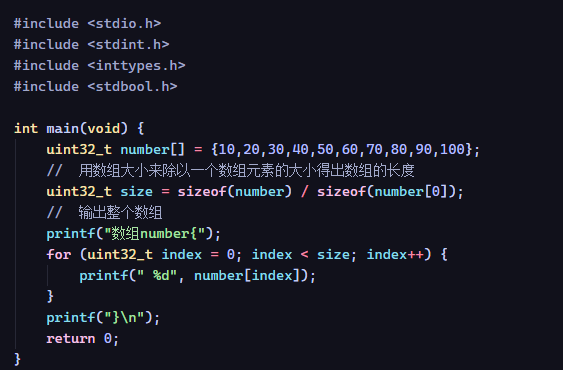 #include <stdio.h>
#include <stdint.h>
#include <inttypes.h>
#include <stdbool.h>
int main(void) {
uint32_t number[] = {10,20,30,40,50,60,70,80,90,100};
// 用数组大小来除以一个数组元素的大小得出数组的长度
uint32_t size = sizeof(number) / sizeof(number[0]);
// 输出整个数组
printf("数组number{");
for (uint32_t index = 0; index < size; index++) {
printf(" %d", number[index]);
}
printf("}\n");
return 0;
}